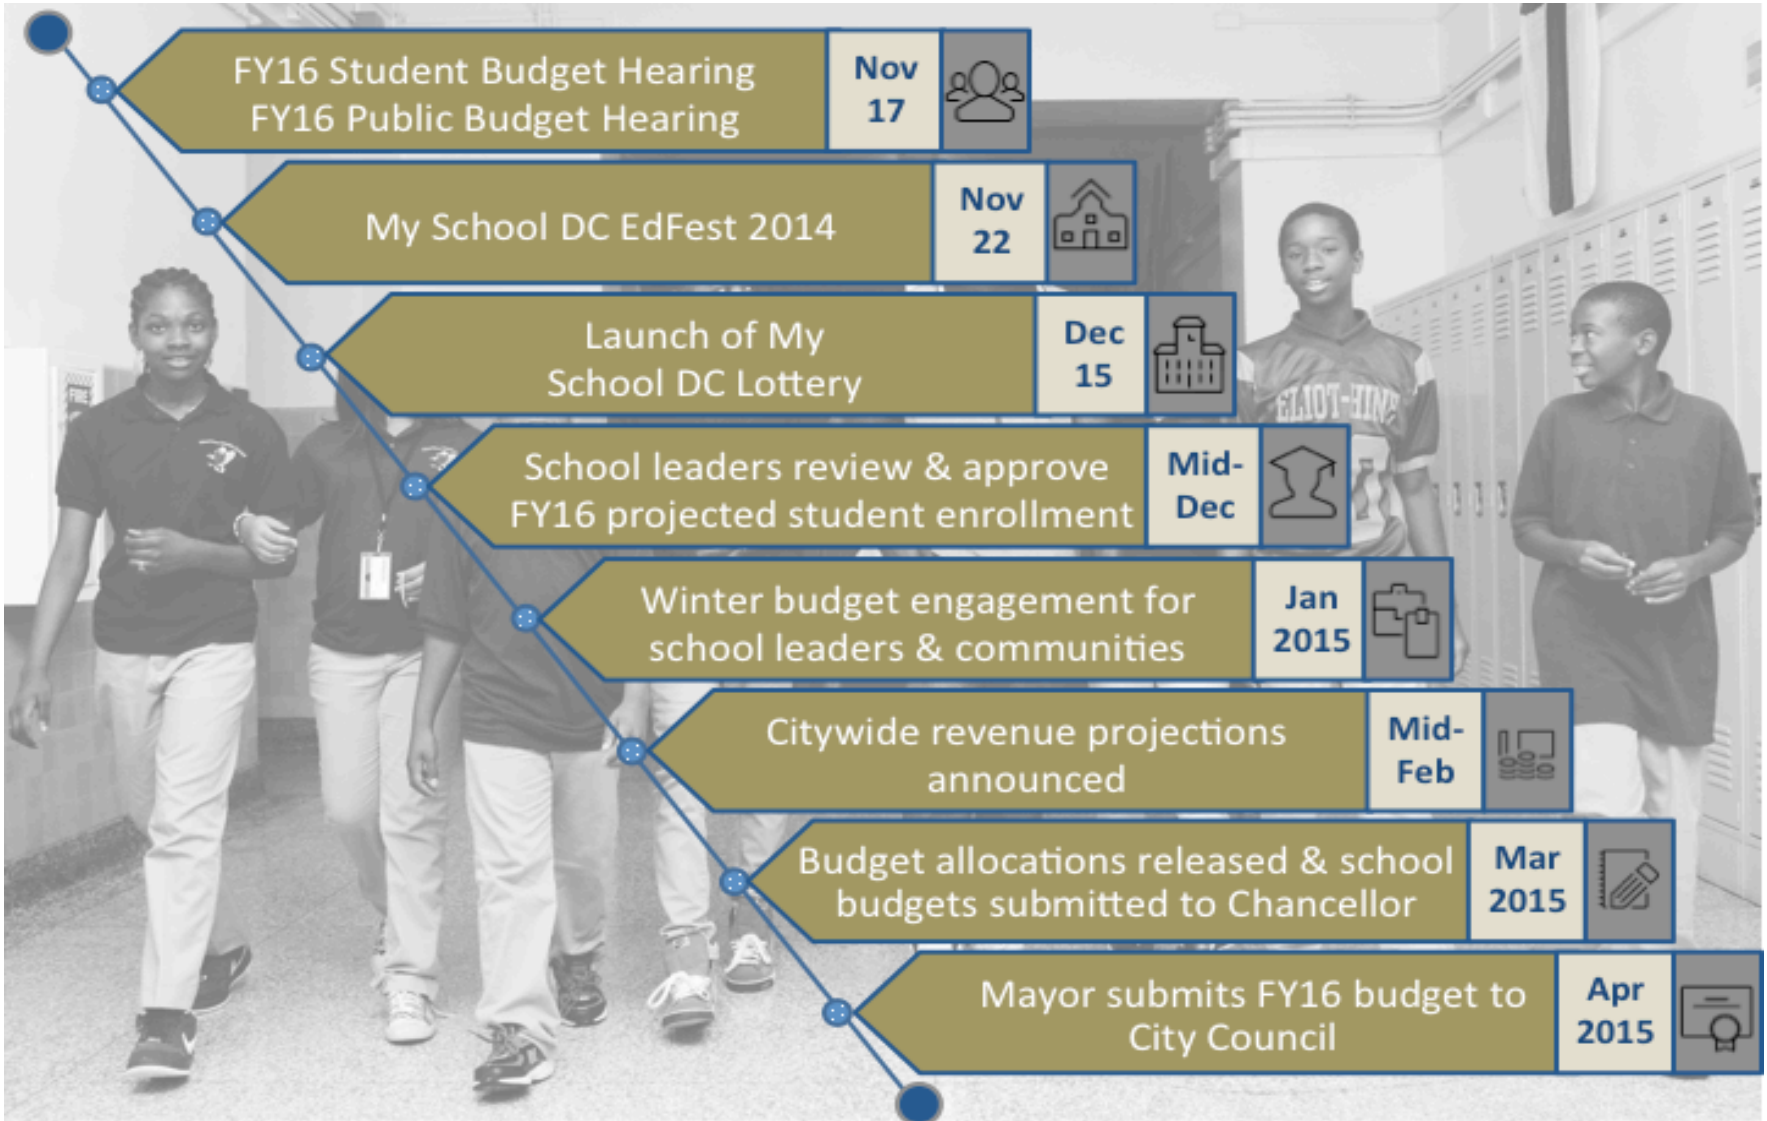 FY16 Student Budget Hearing
FY16 Public Budget Hearing
Nov
17
My School DC EdFest 2014
Nov
22
Launch of My
School DC Lottery
Dec
15
School leaders review & approve
FY16 projected student enrollment
Mid-
Dec
Winter budget engagement for
school leaders & communities
Jan
2015
Citywide revenue projections
announced
Mid-
Feb
Budget allocations released & school
budgets submitted to Chancellor
Mar
2015
Mayor submits FY16 budget to
City Council
Apr
2015
ELIOT-HINE
FIRE